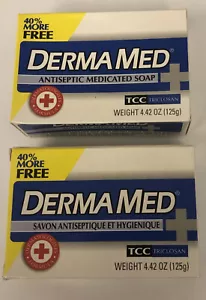 40%
MORE
FREE
DERMA MED
ANTISEPTIC MEDICATED SOAP
TCC TRICLOSAN
WEIGHT 4.42 OZ (125g)
40%
MORE
FREE
DERMA MED
SAVON ANTISEPTIQUE ET HYGIENIQUE
TCC TRICLOSAN
WEIGHT 4.42 OZ (125g)